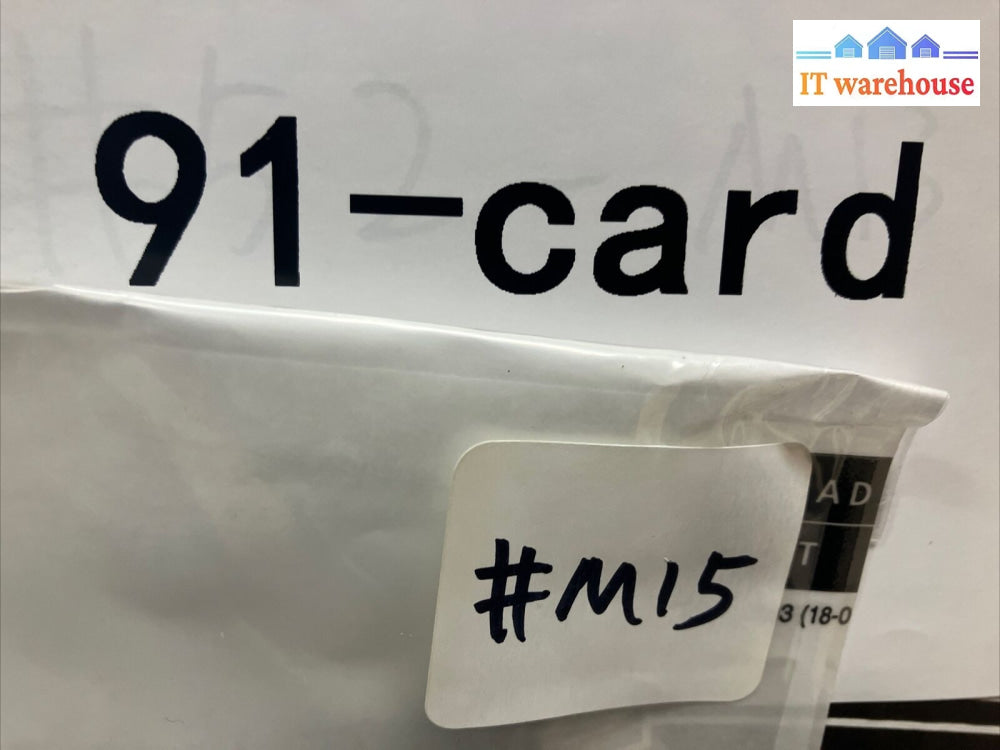 IT warehouse
91-card
AD
T
#M15
3 (18-0